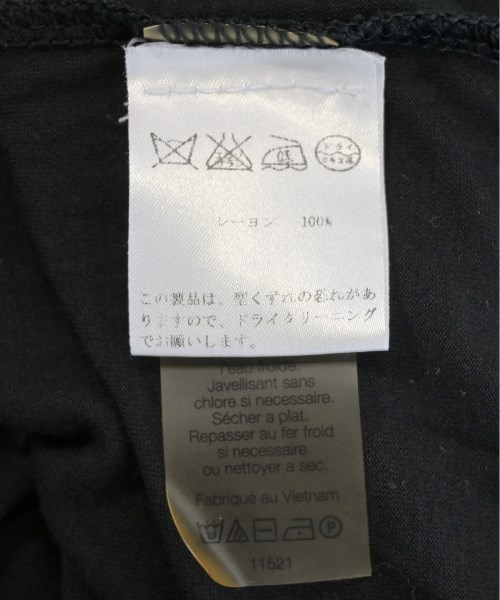 ドライ
レーヨン 100%
この製品は、型くずれの恐れがあ
りますので、ドライクリーニング
でお願いします。
l'eau froide.
Javellisant sans
chlore si necessaire.
Sécher a plat.
Repasser au fer froid
si necessaire
ou nettoyer a sec.
Fabriqué au Vietnam
P
11521